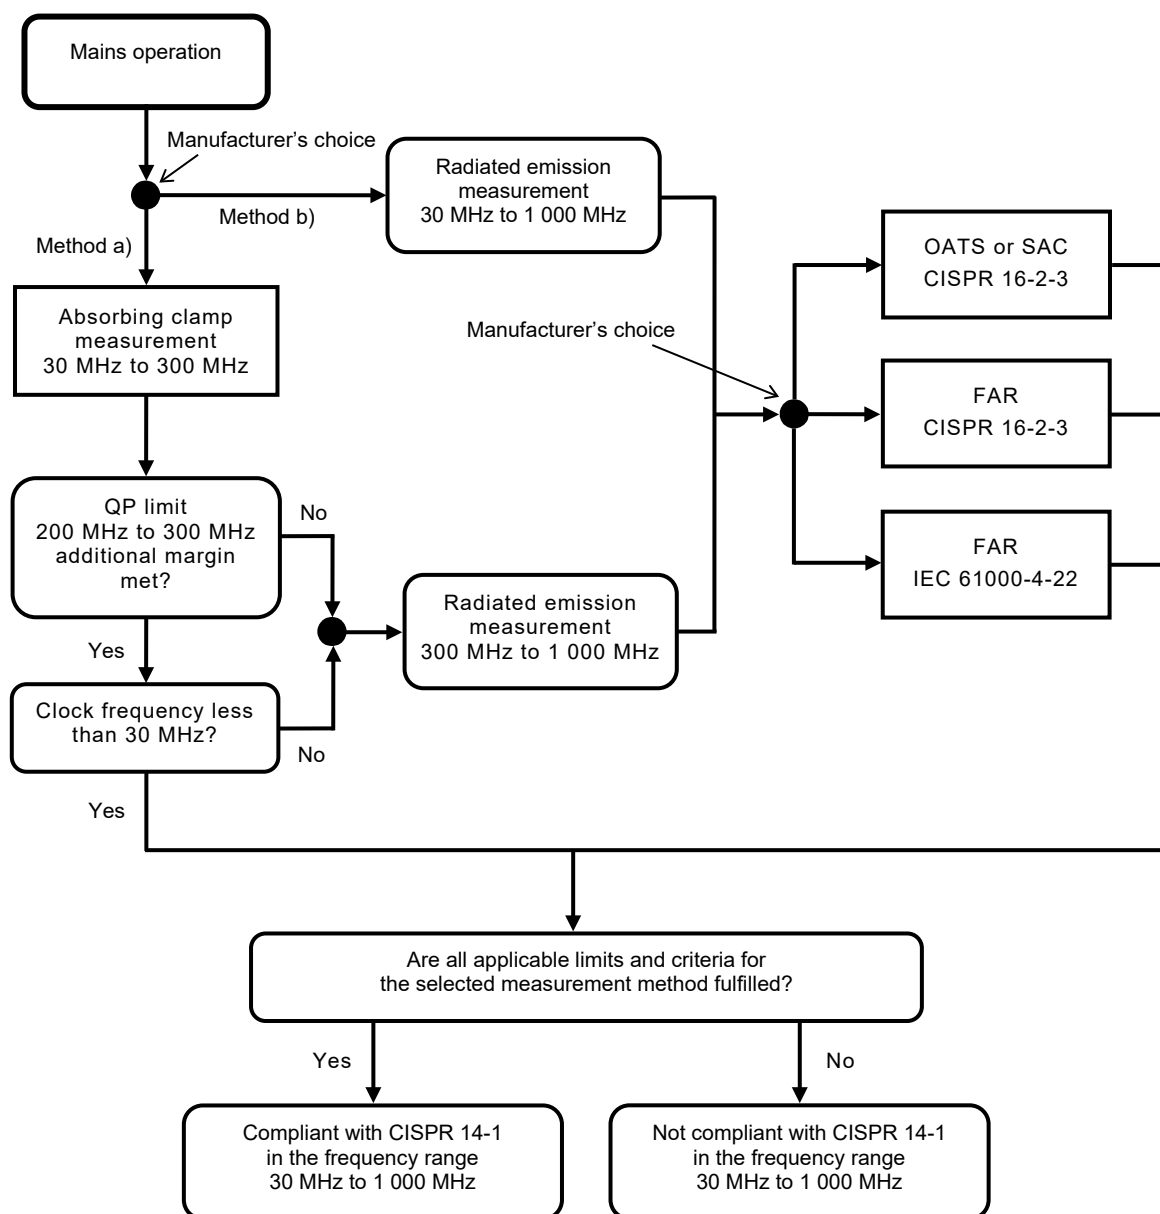 Mains operation
Manufacturer’s choice
Method b)
Method a)
Radiated emission
measurement
30 MHz to 1 000 MHz
Absorbing clamp
measurement
30 MHz to 300 MHz
Manufacturer’s choice
OATS or SAC
CISPR 16-2-3
FAR
CISPR 16-2-3
FAR
IEC 61000-4-22
QP limit
200 MHz to 300 MHz
additional margin
met?
No
Yes
Radiated emission
measurement
300 MHz to 1 000 MHz
Clock frequency less
than 30 MHz?
No
Yes
Are all applicable limits and criteria for
the selected measurement method fulfilled?
Yes
No
Compliant with CISPR 14-1
in the frequency range
30 MHz to 1 000 MHz
Not compliant with CISPR 14-1
in the frequency range
30 MHz to 1 000 MHz